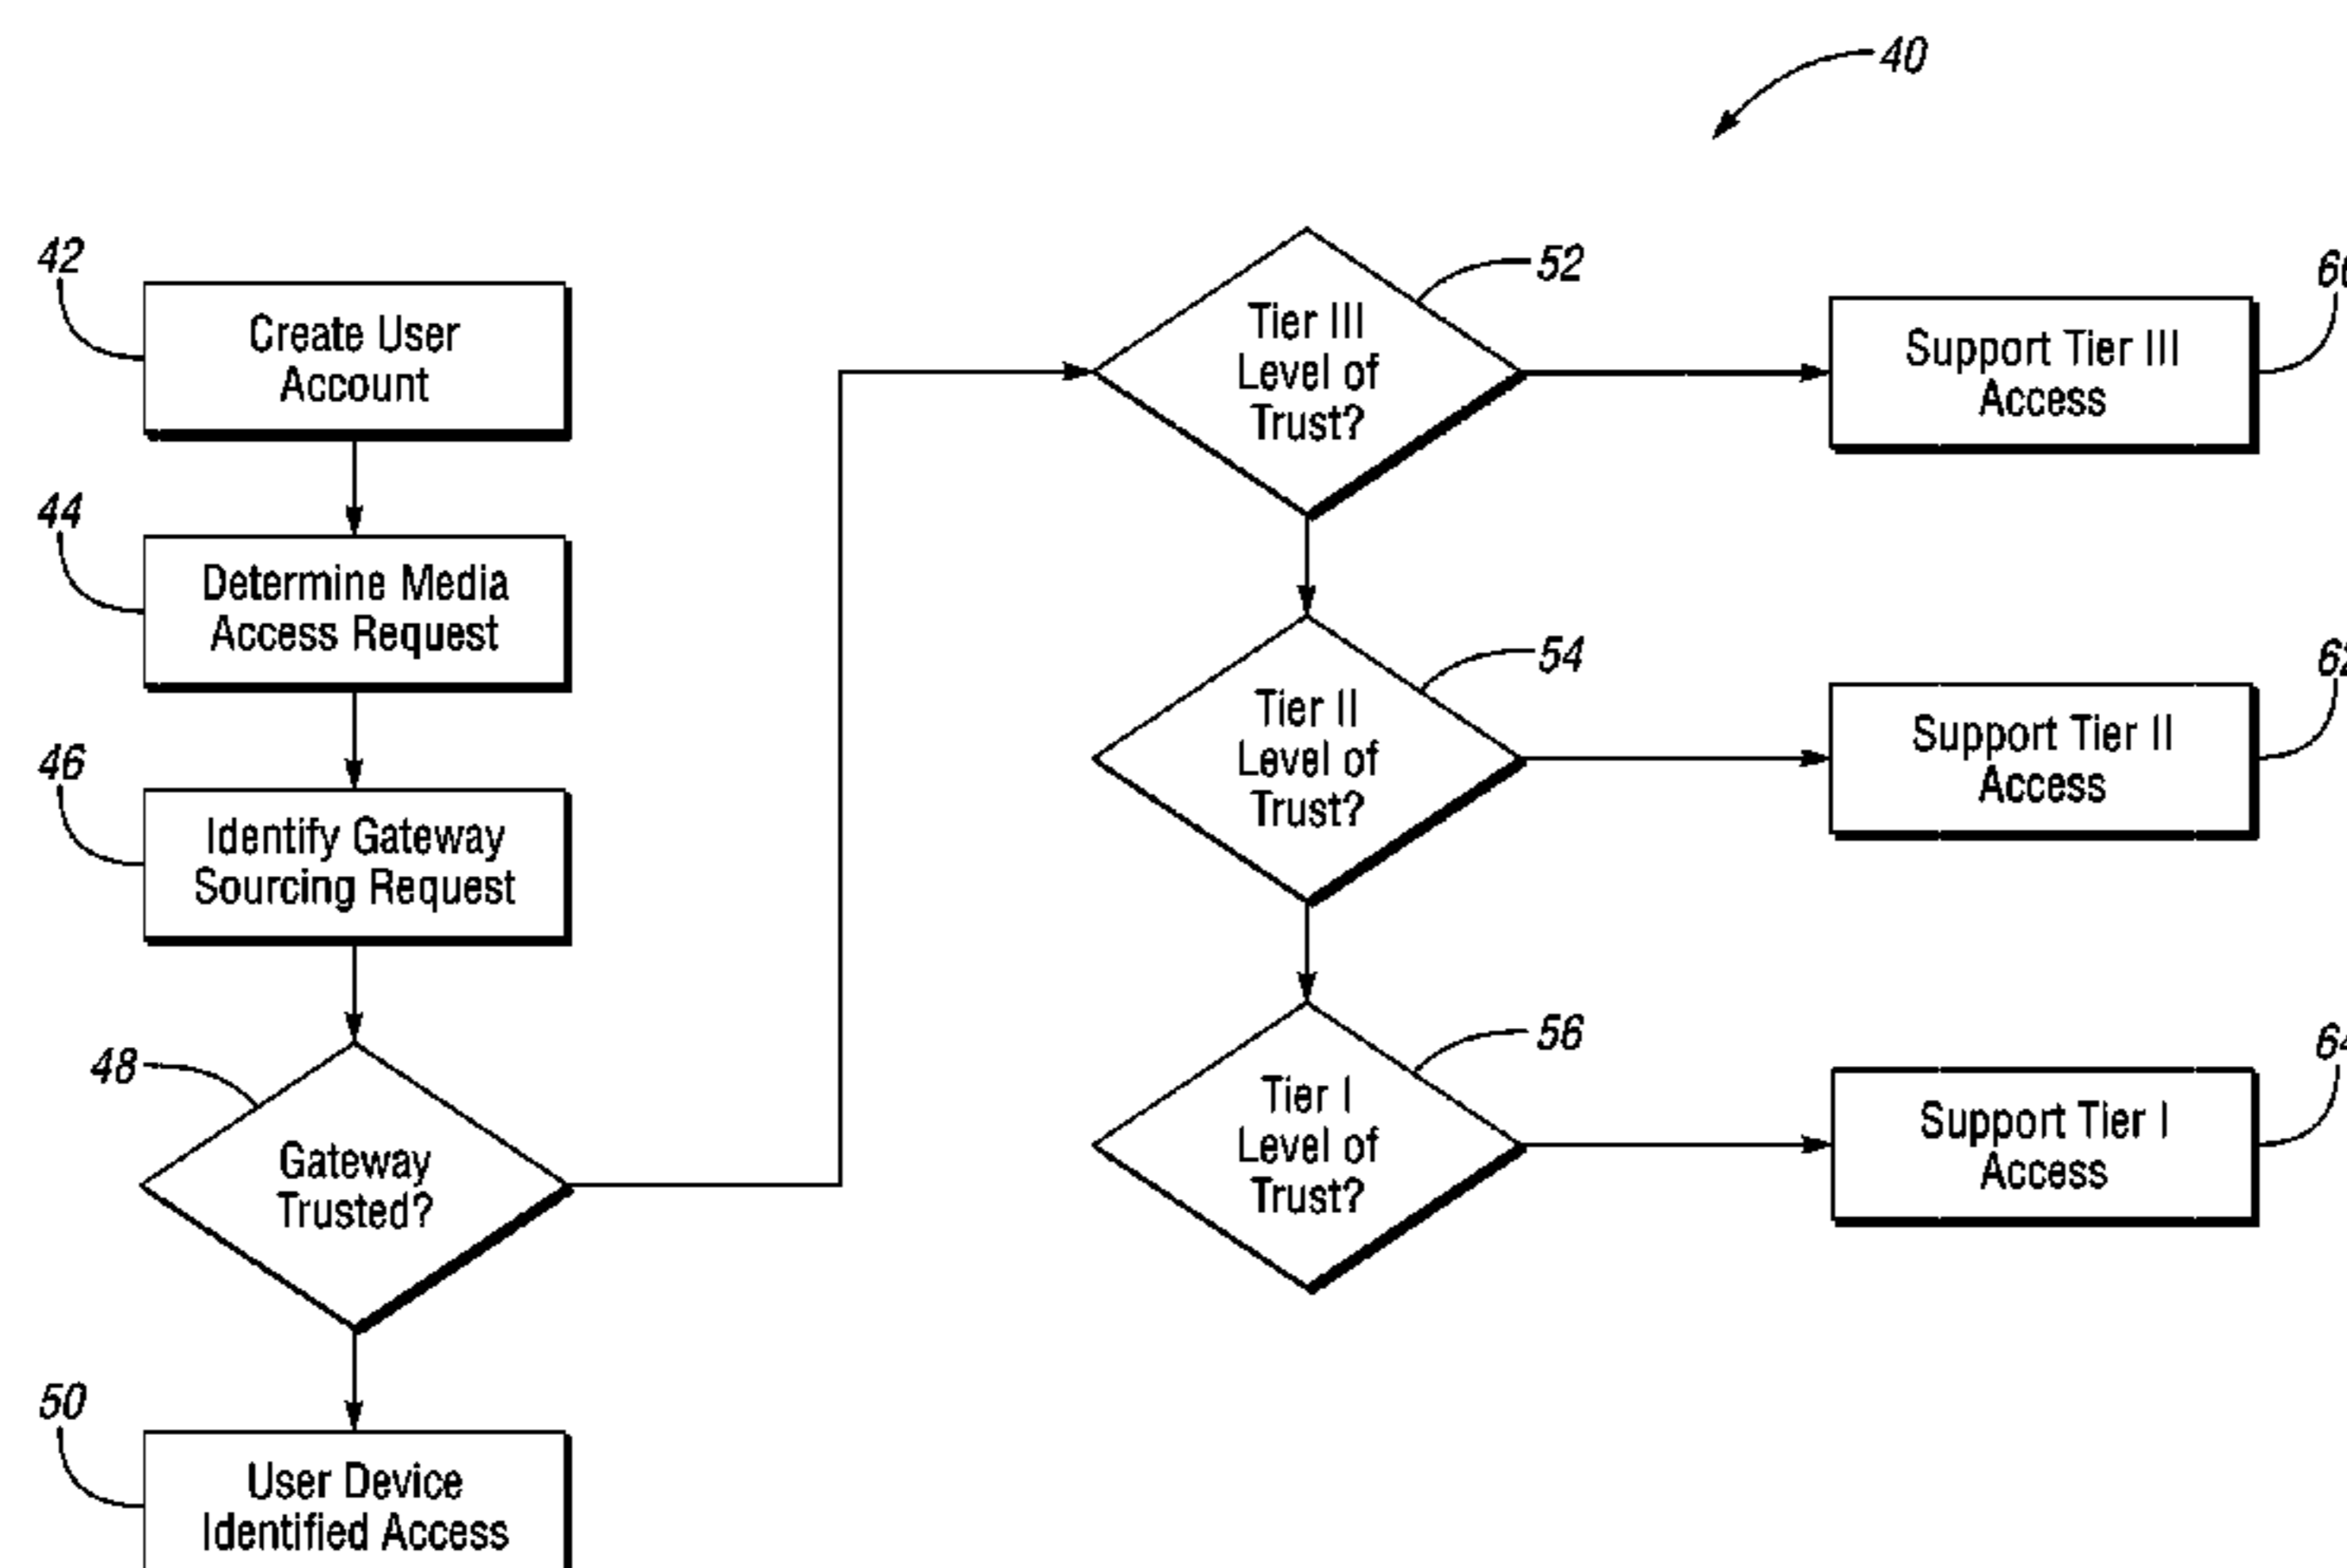 40
42
Create User
Account
44
Determine Media
Access Request
46
Identify Gateway
Sourcing Request
48
Gateway
Trusted?
50
User Device
Identified Access
52
Tier III
Level of
Trust?
54
Tier II
Level of
Trust?
56
Tier I
Level of
Trust?
Support Tier III
Access
Support Tier II
Access
Support Tier I
Access